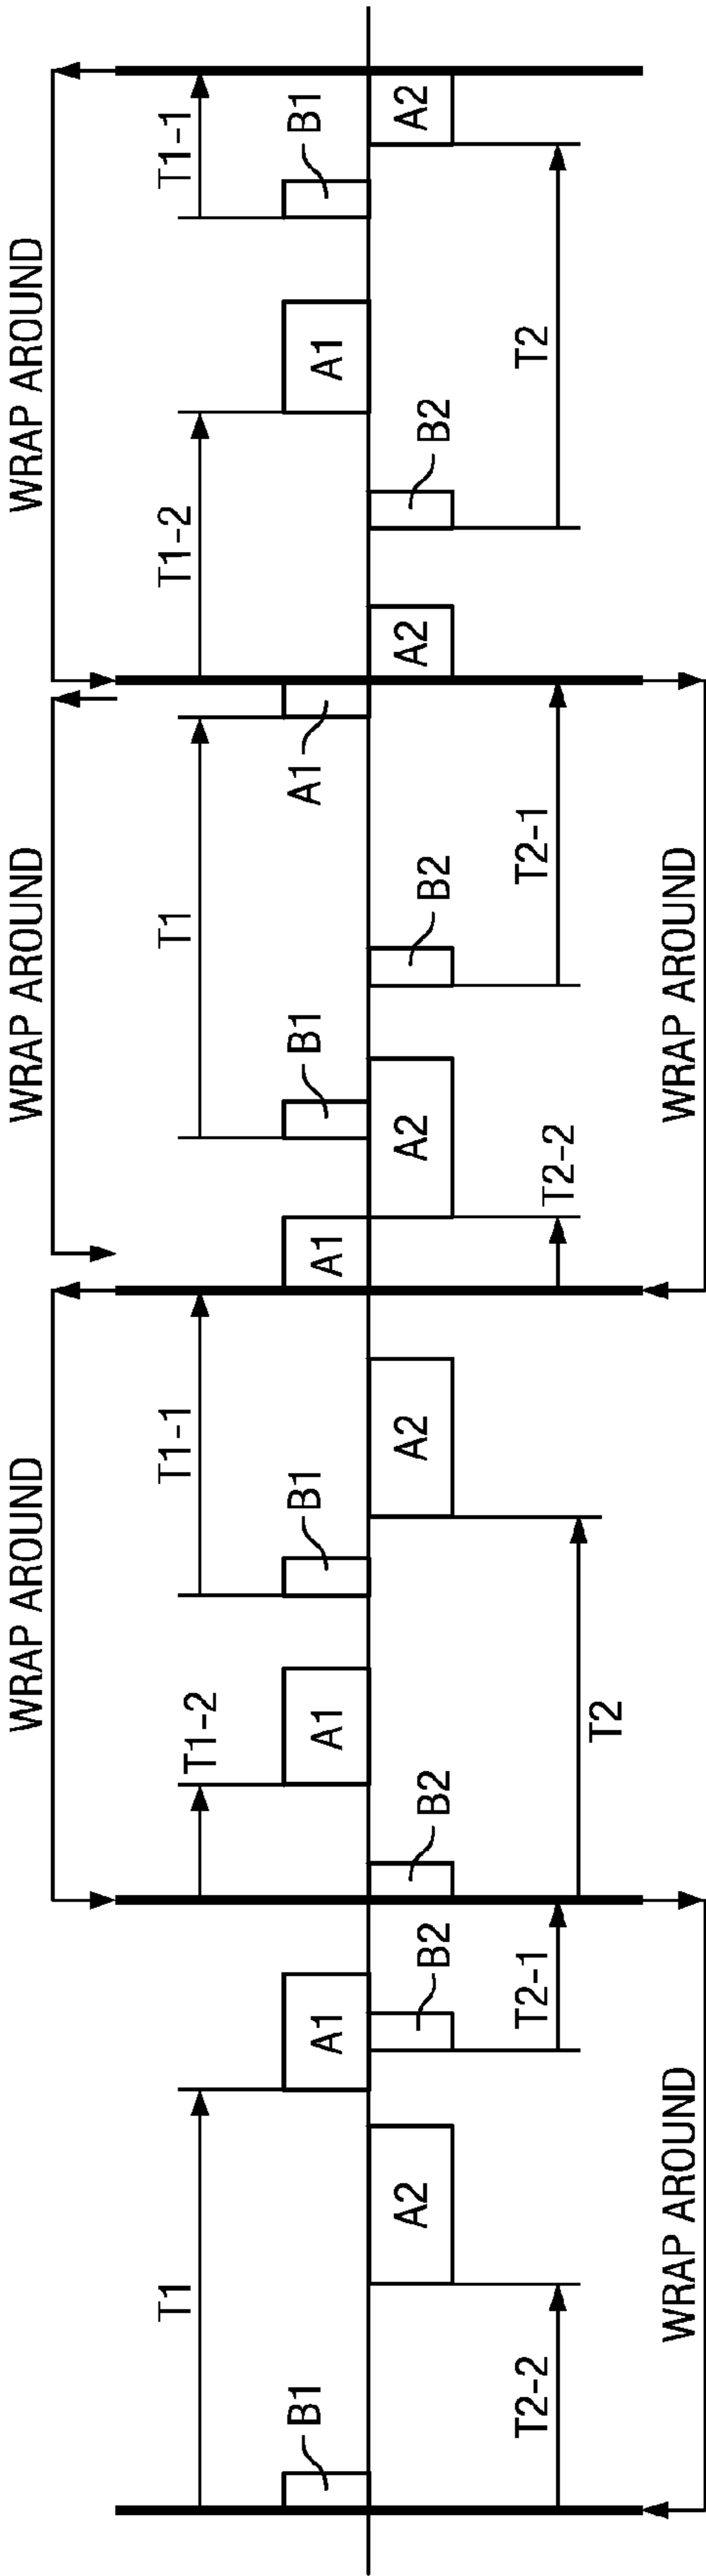 WRAP AROUND WRAP AROUND WRAP AROUND
T1 T1-2 T1-1 T1 T1-2 T1-1
B1 B1 B1 A1 B1
A1 A1 A1 A1
A2 A2 A2 A2 A2
B2 B2 B2 B2
T2-2 T2-1 T2-2 T2-1 T2
T2
WRAP AROUND WRAP AROUND